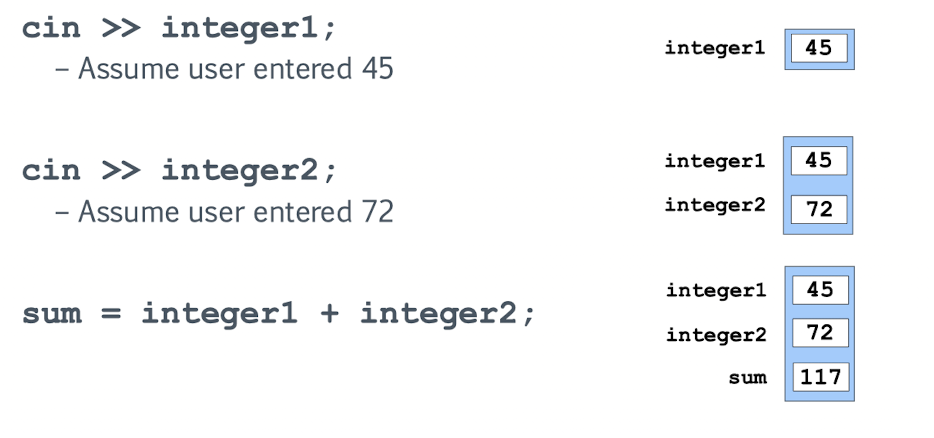 cin >> integer1;
– Assume user entered 45
integer1 45
cin >> integer2;
– Assume user entered 72
integer1 45
integer2 72
sum = integer1 + integer2;
integer1 45
integer2 72
sum 117